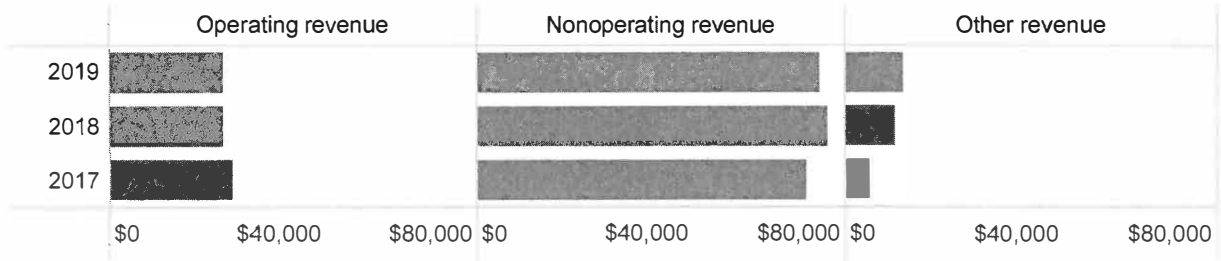 Operating revenue Nonoperating revenue Other revenue
2019
2018
2017
$0 $40,000 $80,000 $0 $40,000 $80,000 $0 $40,000 $80,000